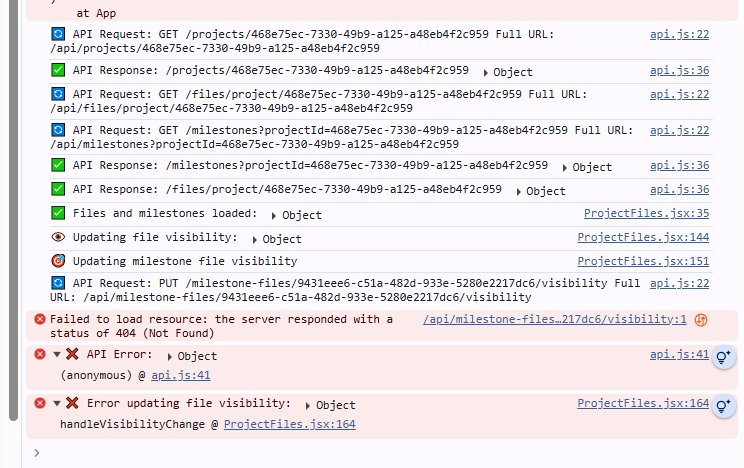 at App
🔄 API Request: GET /projects/468e75ec-7330-49b9-a125-a48eb4f2c959 Full URL: api.js:22
/api/projects/468e75ec-7330-49b9-a125-a48eb4f2c959
✅ API Response: /projects/468e75ec-7330-49b9-a125-a48eb4f2c959 ▶ Object api.js:36
🔄 API Request: GET /files/project/468e75ec-7330-49b9-a125-a48eb4f2c959 Full URL: api.js:22
/api/files/project/468e75ec-7330-49b9-a125-a48eb4f2c959
🔄 API Request: GET /milestones?projectId=468e75ec-7330-49b9-a125-a48eb4f2c959 Full URL: api.js:22
/api/milestones?projectId=468e75ec-7330-49b9-a125-a48eb4f2c959
✅ API Response: /milestones?projectId=468e75ec-7330-49b9-a125-a48eb4f2c959 ▶ Object api.js:36
✅ API Response: /files/project/468e75ec-7330-49b9-a125-a48eb4f2c959 ▶ Object api.js:36
✅ Files and milestones loaded: ▶ Object ProjectFiles.jsx:35
👁 Updating file visibility: ▶ Object ProjectFiles.jsx:144
🎯 Updating milestone file visibility ProjectFiles.jsx:151
🔄 API Request: PUT /milestone-files/9431eee6-c51a-482d-933e-5280e2217dc6/visibility Full api.js:22
URL: /api/milestone-files/9431eee6-c51a-482d-933e-5280e2217dc6/visibility
Failed to load resource: the server responded with a /api/milestone-files…217dc6/visibility:1
status of 404 (Not Found)
▼ ❌ API Error: ▶ Object api.js:41
(anonymous) @ api.js:41
▼ ❌ Error updating file visibility: ▶ Object ProjectFiles.jsx:164
handleVisibilityChange @ ProjectFiles.jsx:164
>